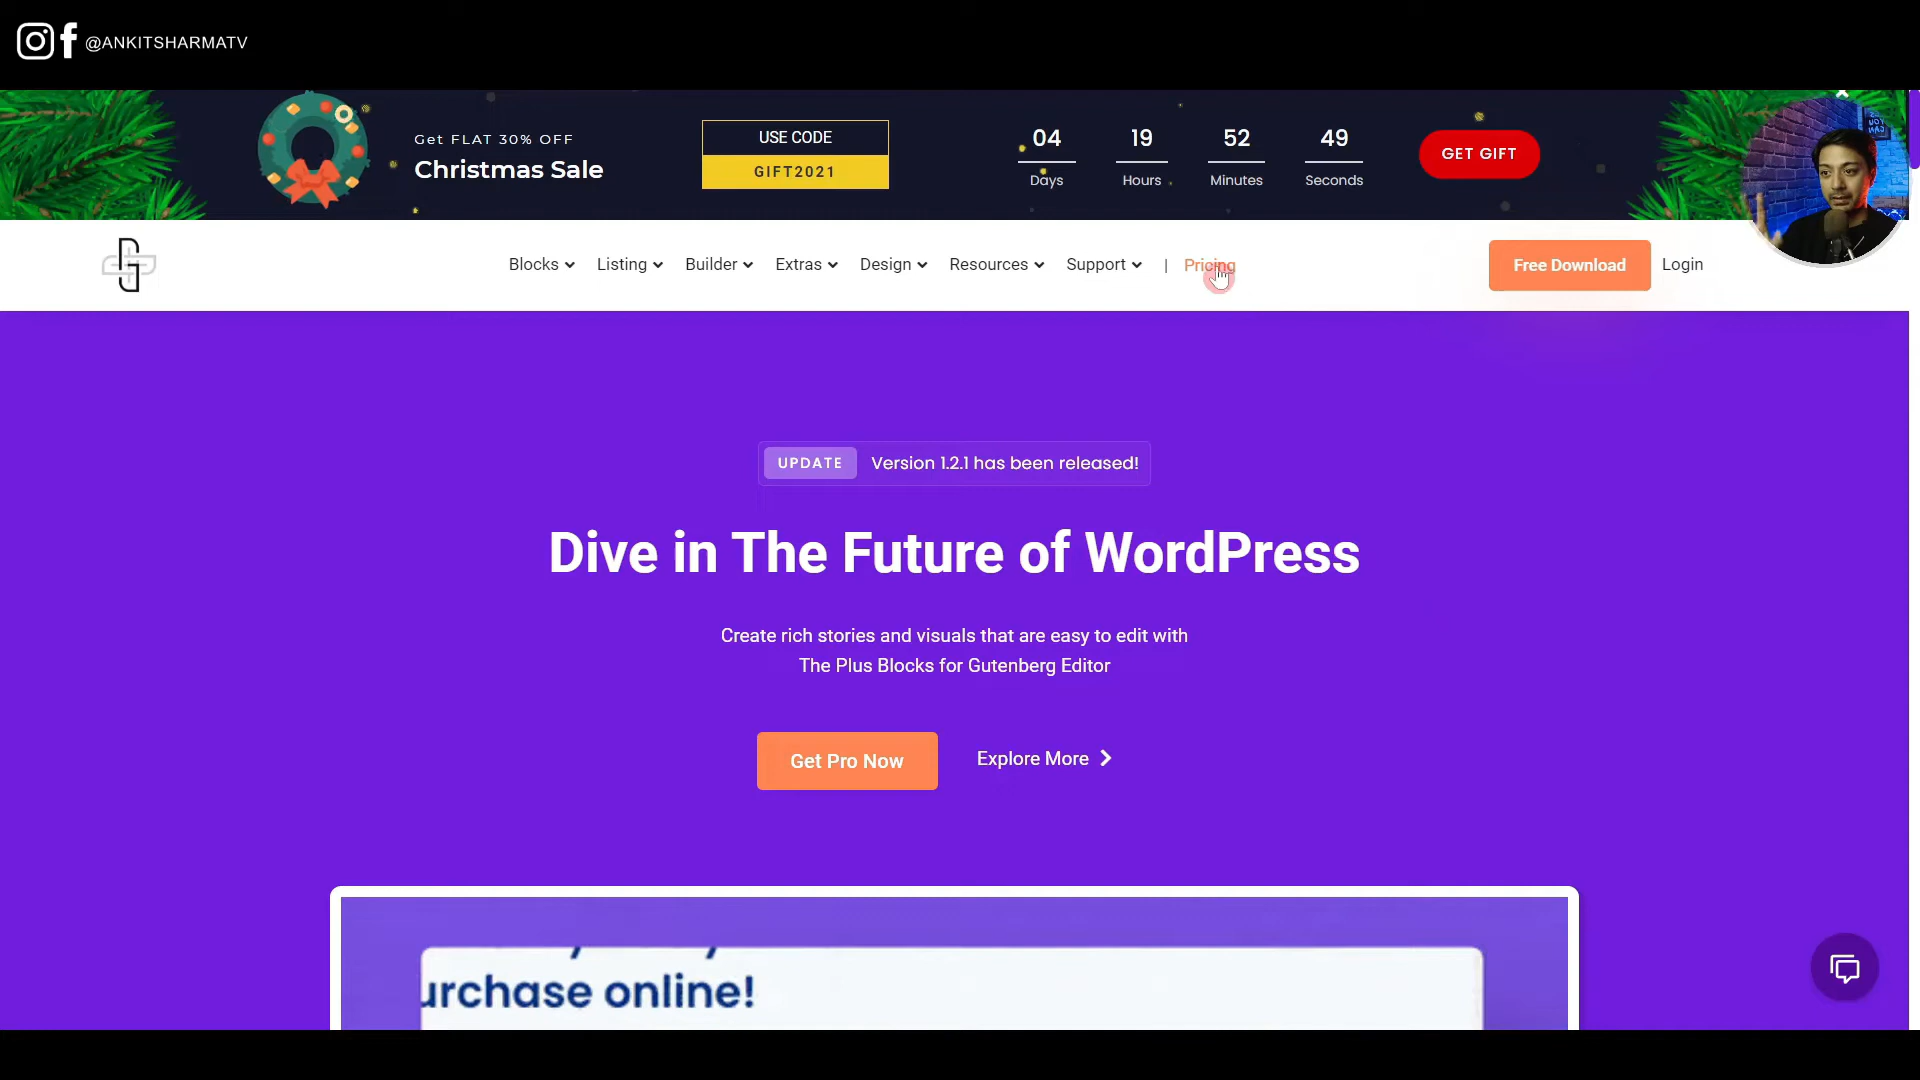 @ANKITSHARMATV
Get FLAT 30% OFF
Christmas Sale
USE CODE
GIFT2021
04 19 52 49
Days Hours Minutes Seconds
GET GIFT
Blocks Listing Builder Extras Design Resources Support | Pricing
Free Download Login
UPDATE Version 1.2.1 has been released!
Dive in The Future of WordPress
Create rich stories and visuals that are easy to edit with
The Plus Blocks for Gutenberg Editor
Get Pro Now Explore More
urchase online!